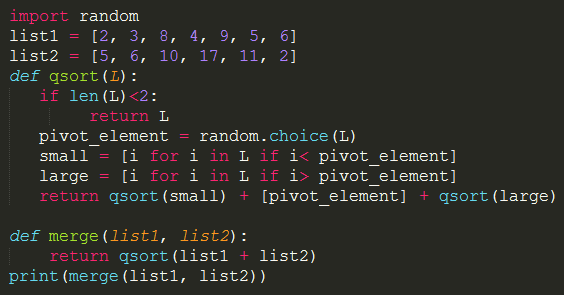 import random
list1 = [2, 3, 8, 4, 9, 5, 6]
list2 = [5, 6, 10, 17, 11, 2]
def qsort(L):
   if len(L)<2:
        return L
   pivot_element = random.choice(L)
   small = [i for i in L if i< pivot_element]
   large = [i for i in L if i> pivot_element]
   return qsort(small) + [pivot_element] + qsort(large)

def merge(list1, list2):
    return qsort(list1 + list2)
print(merge(list1, list2))